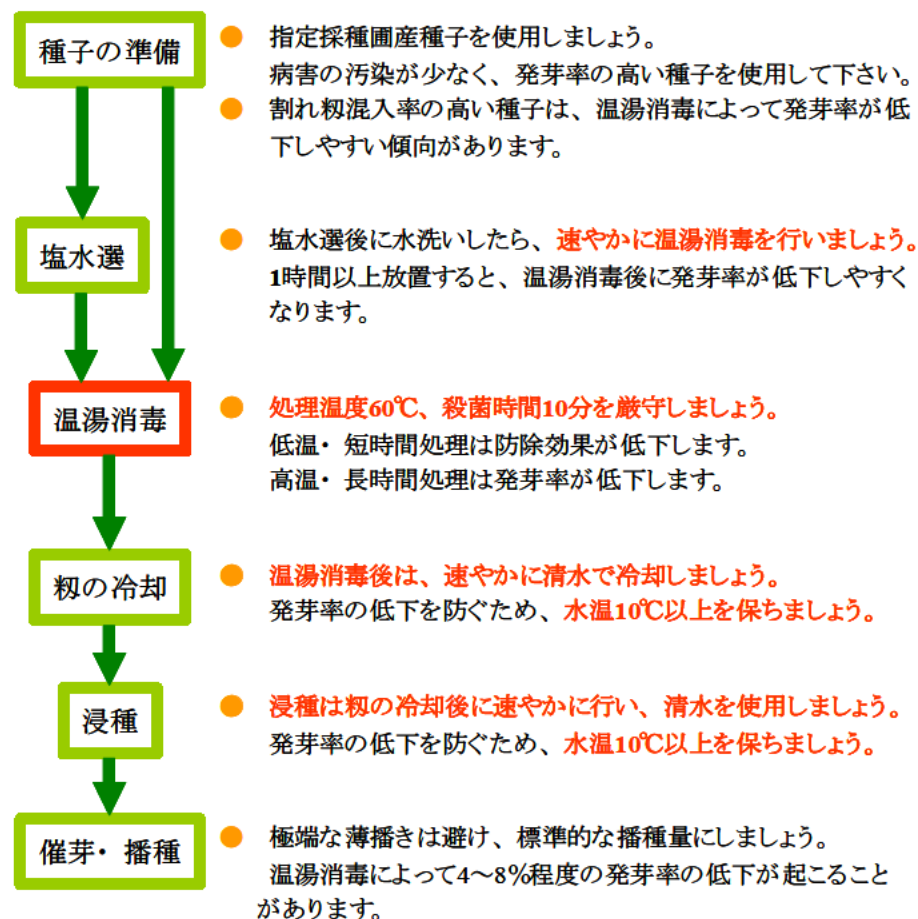 種子の準備
● 指定採種圃産種子を使用しましょう。
病害の汚染が少なく、発芽率の高い種子を使用して下さい。
● 割れ籾混入率の高い種子は、温湯消毒によって発芽率が低
下しやすい傾向があります。
塩水選
● 塩水選後に水洗いしたら、速やかに温湯消毒を行いましょう。
1時間以上放置すると、温湯消毒後に発芽率が低下しやすく
なります。
温湯消毒
● 処理温度60℃、殺菌時間10分を厳守しましょう。
低温・短時間処理は防除効果が低下します。
高温・長時間処理は発芽率が低下します。
籾の冷却
● 温湯消毒後は、速やかに清水で冷却しましょう。
発芽率の低下を防ぐため、水温10℃以上を保ちましょう。
浸種
● 浸種は籾の冷却後に速やかに行い、清水を使用しましょう。
発芽率の低下を防ぐため、水温10℃以上を保ちましょう。
催芽・播種
● 極端な薄播きは避け、標準的な播種量にしましょう。
温湯消毒によって4～8%程度の発芽率の低下が起こること
があります。